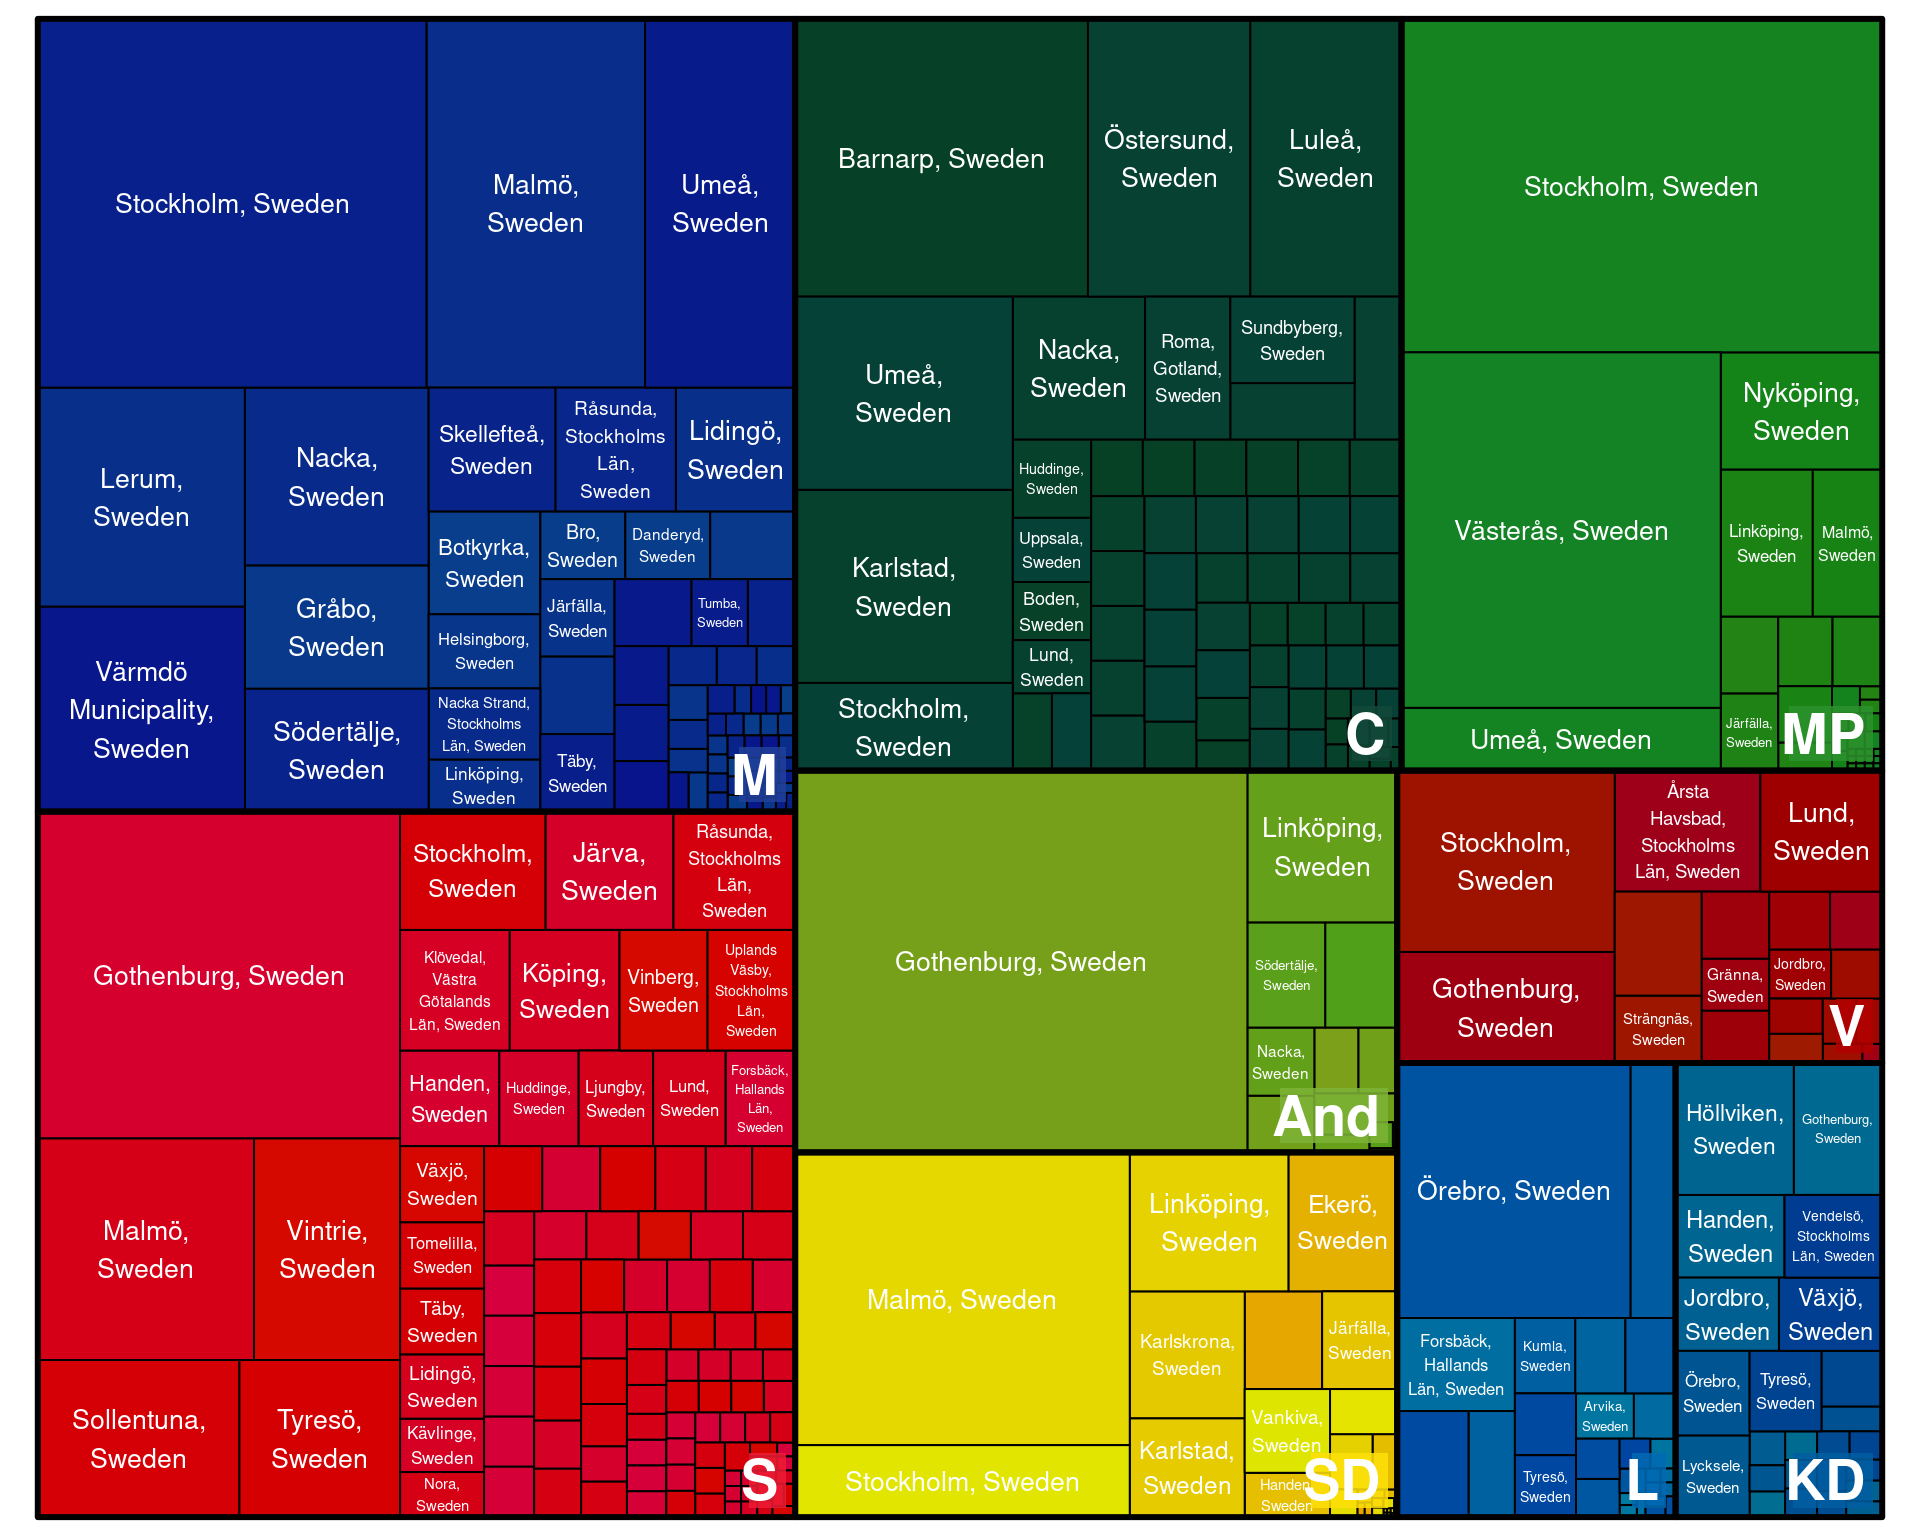 Stockholm, Sweden
Malmö,
Sweden
Umeå,
Sweden
Lerum,
Sweden
Nacka,
Sweden
Skellefteå,
Sweden
Råsunda,
Stockholms
Län,
Sweden
Lidingö,
Sweden
Gråbo,
Sweden
Botkyrka,
Sweden
Bro,
Sweden
Danderyd,
Sweden
Järfälla,
Sweden
Tumba,
Sweden
Värmdö
Municipality,
Sweden
Södertälje,
Sweden
Helsingborg,
Sweden
Nacka Strand,
Stockholms
Län, Sweden
Linköping,
Sweden
Täby,
Sweden
M
Barnarp, Sweden
Östersund,
Sweden
Luleå,
Sweden
Umeå,
Sweden
Nacka,
Sweden
Roma,
Gotland,
Sweden
Sundbyberg,
Sweden
Karlstad,
Sweden
Huddinge,
Sweden
Uppsala,
Sweden
Boden,
Sweden
Lund,
Sweden
Stockholm,
Sweden
C
Stockholm, Sweden
Västerås, Sweden
Nyköping,
Sweden
Linköping,
Sweden
Malmö,
Sweden
Umeå, Sweden
Järfälla,
Sweden
MP
Gothenburg, Sweden
Stockholm,
Sweden
Järva,
Sweden
Råsunda,
Stockholms
Län,
Sweden
Klövedal,
Västra
Götalands
Län, Sweden
Köping,
Sweden
Vinberg,
Sweden
Uplands
Väsby,
Stockholms
Län,
Sweden
Handen,
Sweden
Huddinge,
Sweden
Ljungby,
Sweden
Lund,
Sweden
Forsbäck,
Hallands
Län,
Sweden
Malmö,
Sweden
Vintrie,
Sweden
Växjö,
Sweden
Tomelilla,
Sweden
Täby,
Sweden
Lidingö,
Sweden
Kävlinge,
Sweden
Nora,
Sweden
Sollentuna,
Sweden
Tyresö,
Sweden
S
Gothenburg, Sweden
Linköping,
Sweden
Södertälje,
Sweden
Nacka,
Sweden
And
Malmö, Sweden
Linköping,
Sweden
Ekerö,
Sweden
Karlskrona,
Sweden
Järfälla,
Sweden
Vankiva,
Sweden
Karlstad,
Sweden
Handen,
Sweden
Stockholm, Sweden
SD
Stockholm,
Sweden
Årsta
Havsbad,
Stockholms
Län, Sweden
Lund,
Sweden
Gothenburg,
Sweden
Gränna,
Sweden
Jordbro,
Sweden
Strängnäs,
Sweden
V
Örebro, Sweden
Forsbäck,
Hallands
Län, Sweden
Kumla,
Sweden
Arvika,
Sweden
Tyresö,
Sweden
L
Höllviken,
Sweden
Gothenburg,
Sweden
Handen,
Sweden
Vendelsö,
Stockholms
Län, Sweden
Jordbro,
Sweden
Växjö,
Sweden
Örebro,
Sweden
Tyresö,
Sweden
Lycksele,
Sweden
KD